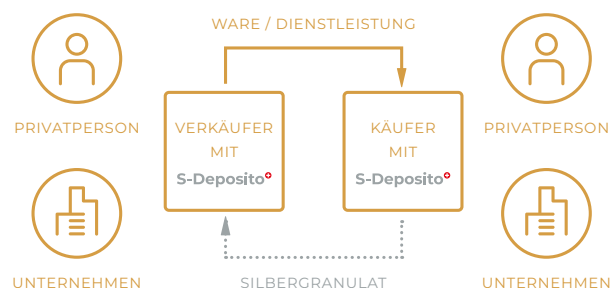 WARE / DIENSTLEISTUNG
PRIVATPERSON
VERKÄUFER
MIT
S-Deposito
KÄUFER
MIT
S-Deposito
PRIVATPERSON
UNTERNEHMEN
SILBERGRANULAT
UNTERNEHMEN